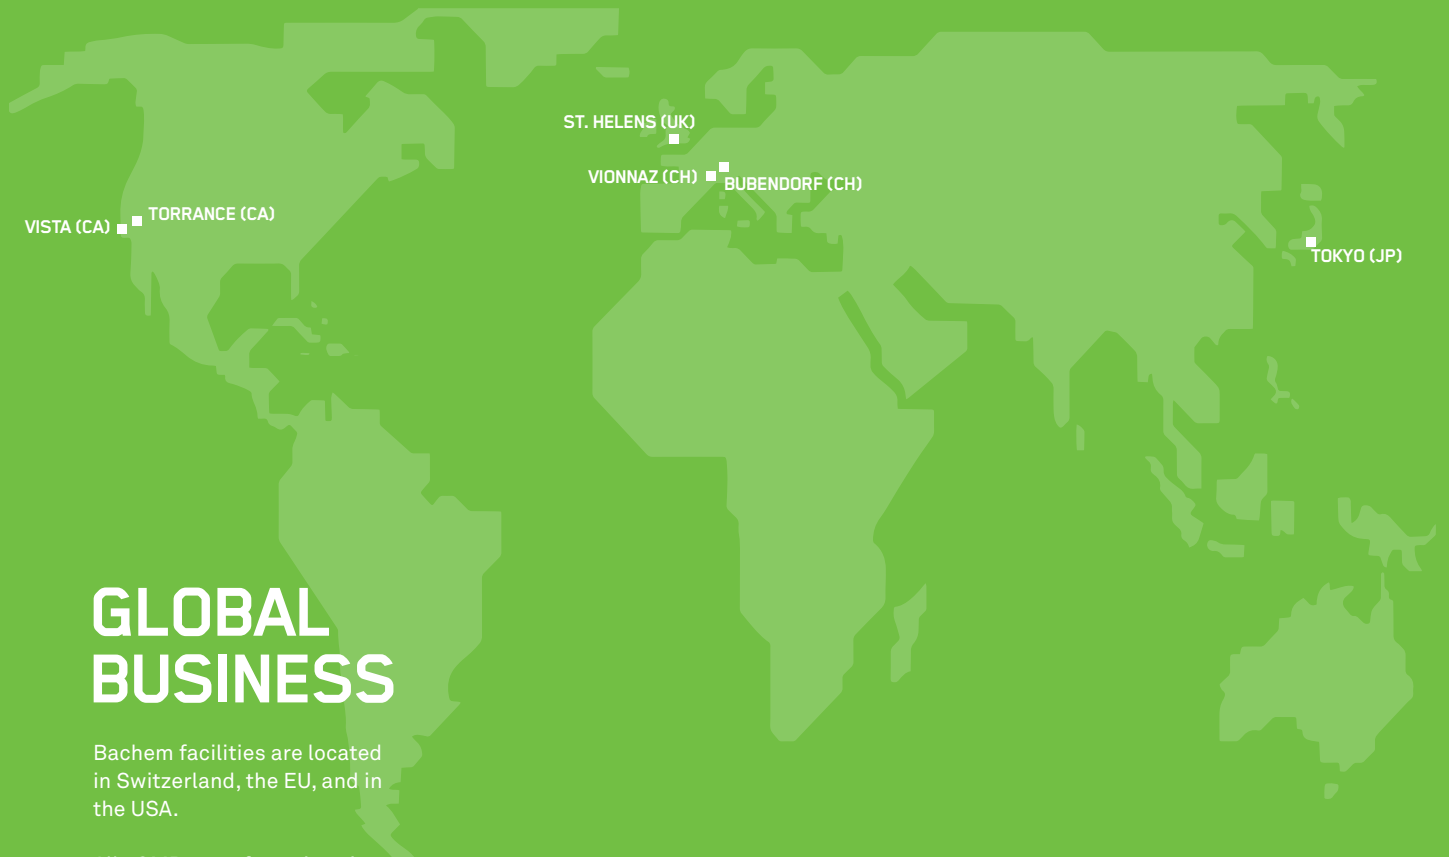 ST. HELENS (UK)
VIONNAZ (CH)
BUBENDORF (CH)
TORRANCE (CA)
VISTA (CA)
TOKYO (JP)
GLOBAL
BUSINESS
Bachem facilities are located
in Switzerland, the EU, and in
the USA.